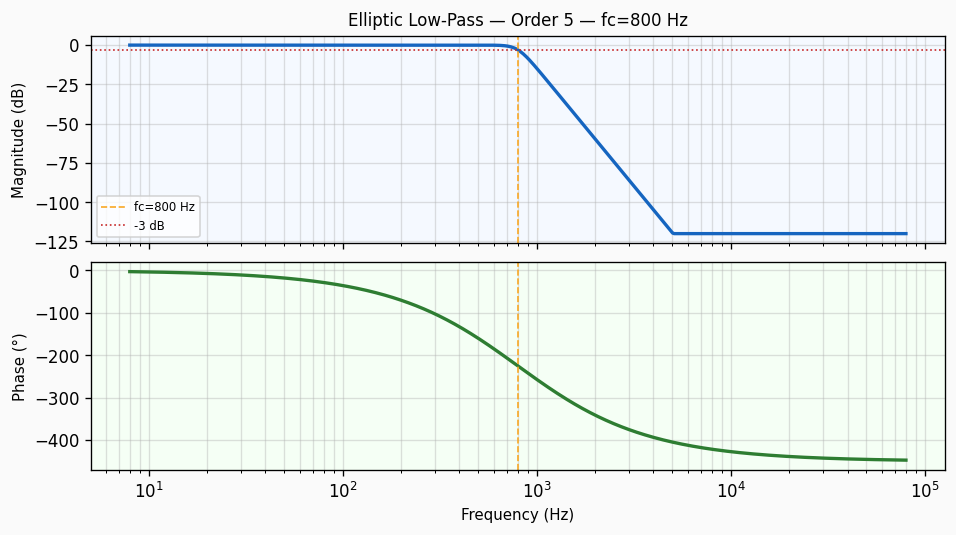 Elliptic Low-Pass — Order 5 — fc=800 Hz
Magnitude (dB)
0
−25
−50
−75
−100
−125
fc=800 Hz
-3 dB
Phase (°)
0
−100
−200
−300
−400
10¹
10²
10³
10⁴
10⁵
Frequency (Hz)